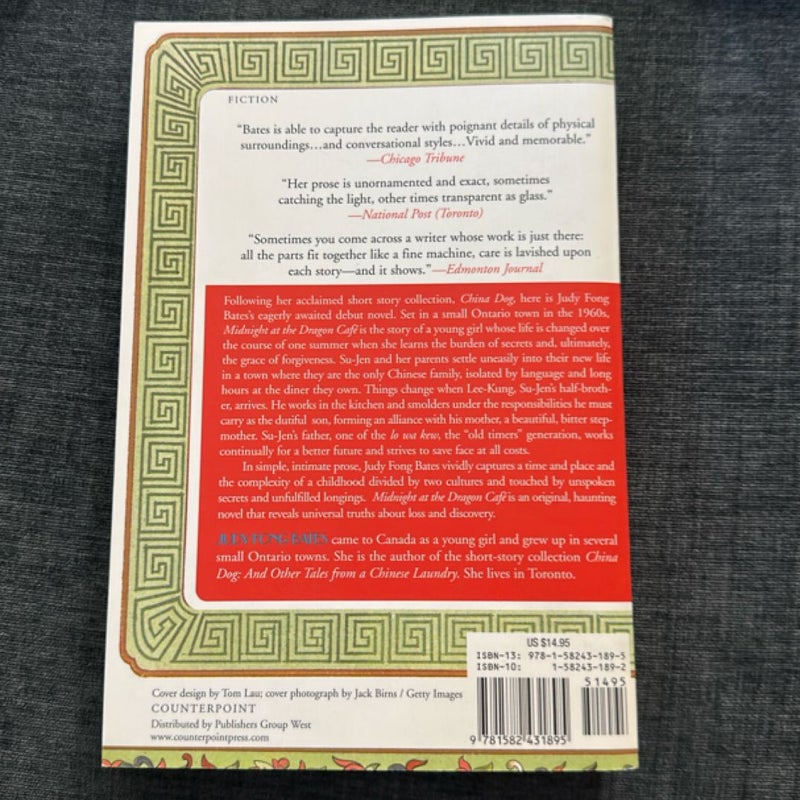 FICTION
“Bates is able to capture the reader with poignant details of physical
surroundings…and conversational styles…Vivid and memorable.”
—Chicago Tribune
“Her prose is unornamented and exact, sometimes
catching the light, other times transparent as glass.”
—National Post (Toronto)
“Sometimes you come across a writer whose work is just there:
all the parts fit together like a fine machine, care is lavished upon
each story—and it shows.”—Edmonton Journal
Following her acclaimed short story collection, China Dog, here is Judy Fong
Bates's eagerly awaited debut novel. Set in a small Ontario town in the 1960s,
Midnight at the Dragon Café is the story of a young girl whose life is changed over
the course of one summer when she learns the burden of secrets and, ultimately,
the grace of forgiveness. Su-Jen and her parents settle uneasily into their new life
in a town where they are the only Chinese family, isolated by language and long
hours at the diner they own. Things change when Lee-Kung, Su-Jen's half-broth-
er, arrives. He works in the kitchen and smolders under the responsibilities he must
carry as the dutiful son, forming an alliance with his mother, a beautiful, bitter step-
mother. Su-Jen's father, one of the lo wa kew, the “old timers” generation, works
continually for a better future and strives to save face at all costs.
In simple, intimate prose, Judy Fong Bates vividly captures a time and place and
the complexity of a childhood divided by two cultures and touched by unspoken
secrets and unfulfilled longings. Midnight at the Dragon Café is an original, haunting
novel that reveals universal truths about loss and discovery.
JUDY FONG BATES came to Canada as a young girl and grew up in several
small Ontario towns. She is the author of the short-story collection China
Dog: And Other Tales from a Chinese Laundry. She lives in Toronto.
US $14.95
ISBN-13: 978-1-58243-189-5
ISBN-10: 1-58243-189-2
51495
9 781582 431895
Cover design by Tom Lau; cover photograph by Jack Birns / Getty Images
COUNTERPOINT
Distributed by Publishers Group West
www.counterpointpress.com